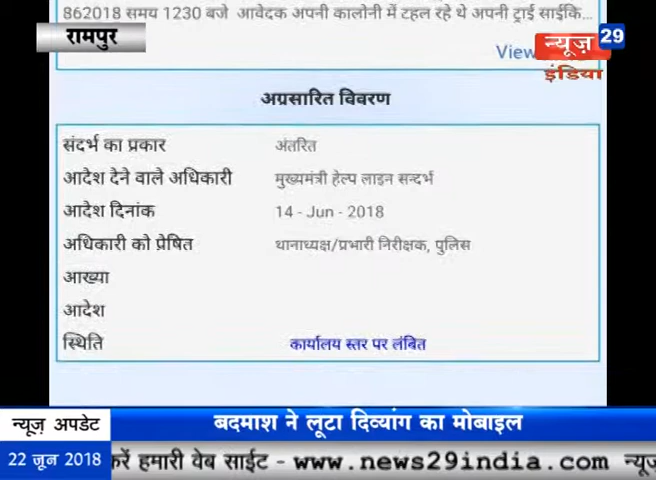 862018 समय 1230 बजे आवेदक अपनी कालोनी में टहल रहे थे अपनी ट्राई साईकि...
रामपुर
View
न्यूज़ 29
इंडिया
अग्रसारित विवरण
संदर्भ का प्रकार अंतरित
आदेश देने वाले अधिकारी मुख्यमंत्री हेल्प लाइन सन्दर्भ
आदेश दिनांक 14 - Jun - 2018
अधिकारी को प्रेषित थानाध्यक्ष/प्रभारी निरीक्षक, पुलिस
आख्या
आदेश
स्थिति कार्यालय स्तर पर लंबित
न्यूज़ अपडेट बदमाश ने लूटा दिव्यांग का मोबाइल
22 जून 2018 करें हमारी वेब साईट - www.news29india.com न्यूज़